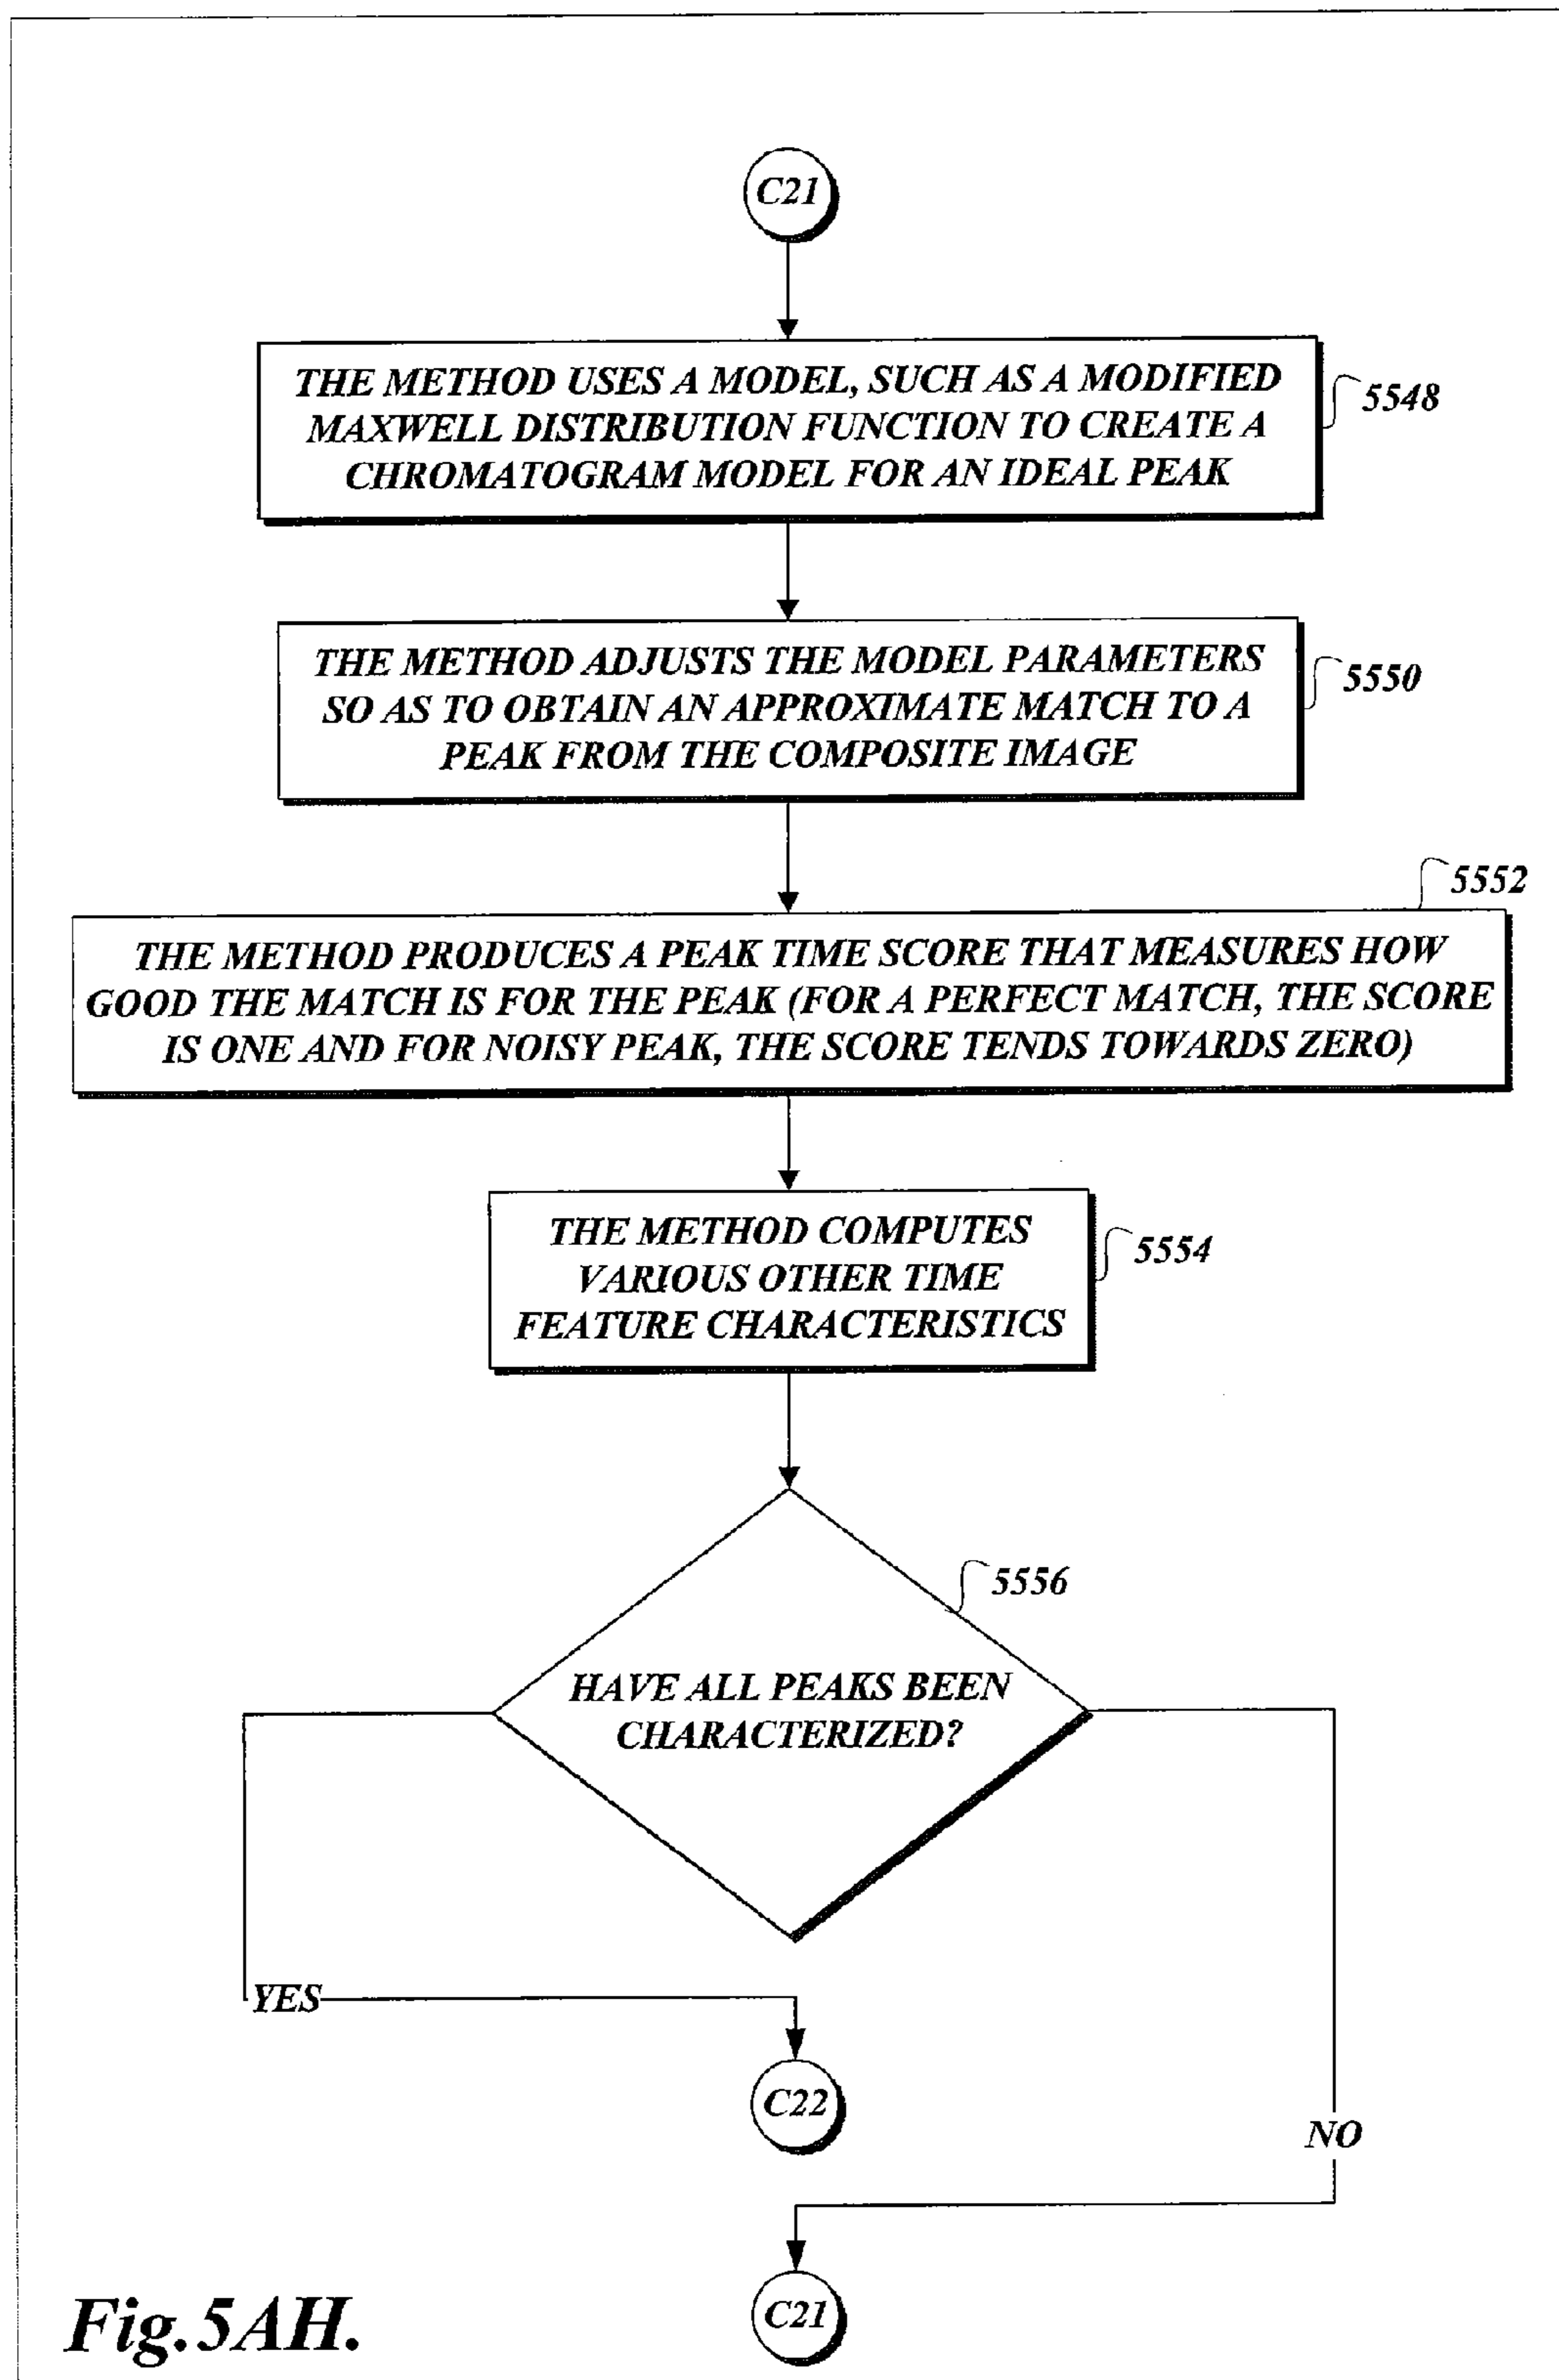 C21
THE METHOD USES A MODEL, SUCH AS A MODIFIED
MAXWELL DISTRIBUTION FUNCTION TO CREATE A
CHROMATOGRAM MODEL FOR AN IDEAL PEAK
5548
THE METHOD ADJUSTS THE MODEL PARAMETERS
SO AS TO OBTAIN AN APPROXIMATE MATCH TO A
PEAK FROM THE COMPOSITE IMAGE
5550
5552
THE METHOD PRODUCES A PEAK TIME SCORE THAT MEASURES HOW
GOOD THE MATCH IS FOR THE PEAK (FOR A PERFECT MATCH, THE SCORE
IS ONE AND FOR NOISY PEAK, THE SCORE TENDS TOWARDS ZERO)
THE METHOD COMPUTES
VARIOUS OTHER TIME
FEATURE CHARACTERISTICS
5554
5556
HAVE ALL PEAKS BEEN
CHARACTERIZED?
YES
C22
NO
C21
Fig.5AH.